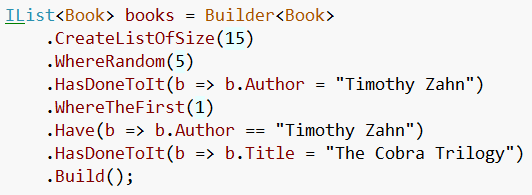 IList<Book> books = Builder<Book>
.CreateListOfSize(15)
.WhereRandom(5)
.HasDoneToIt(b => b.Author = "Timothy Zahn")
.WhereTheFirst(1)
.Have(b => b.Author == "Timothy Zahn")
.HasDoneToIt(b => b.Title = "The Cobra Trilogy")
.Build();